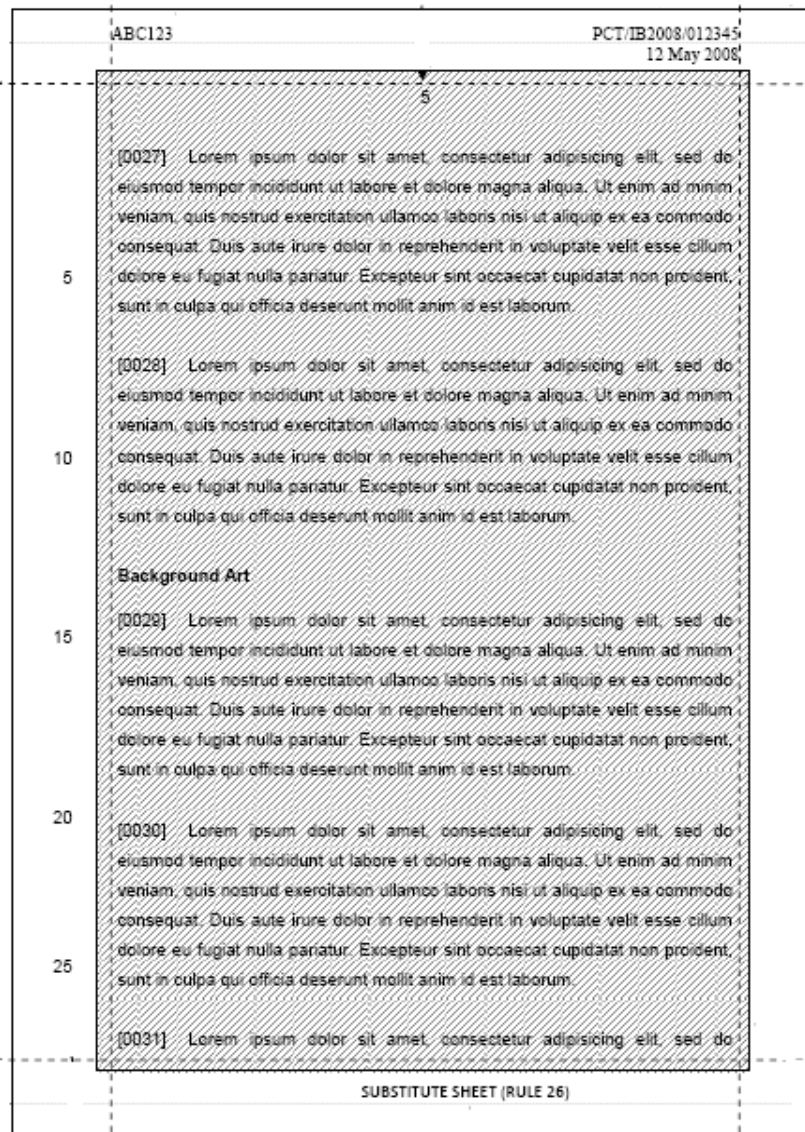 ABC123 PCT/IB2008/012345
12 May 2008
5
[0027] Lorem ipsum dolor sit amet, consectetur adipisicing elit, sed do
eiusmod tempor incididunt ut labore et dolore magna aliqua. Ut enim ad minim
veniam, quis nostrud exercitation ullamco laboris nisi ut aliquip ex ea commodo
consequat. Duis aute irure dolor in reprehenderit in voluptate velit esse cillum
5 dolore eu fugiat nulla pariatur. Excepteur sint occaecat cupidatat non proident,
sunt in culpa qui officia deserunt mollit anim id est laborum.
[0028] Lorem ipsum dolor sit amet, consectetur adipisicing elit, sed do
eiusmod tempor incididunt ut labore et dolore magna aliqua. Ut enim ad minim
veniam, quis nostrud exercitation ullamco laboris nisi ut aliquip ex ea commodo
10 consequat. Duis aute irure dolor in reprehenderit in voluptate velit esse cillum
dolore eu fugiat nulla pariatur. Excepteur sint occaecat cupidatat non proident,
sunt in culpa qui officia deserunt mollit anim id est laborum.
Background Art
[0029] Lorem ipsum dolor sit amet, consectetur adipisicing elit, sed do
15 eiusmod tempor incididunt ut labore et dolore magna aliqua. Ut enim ad minim
veniam, quis nostrud exercitation ullamco laboris nisi ut aliquip ex ea commodo
consequat. Duis aute irure dolor in reprehenderit in voluptate velit esse cillum
dolore eu fugiat nulla pariatur. Excepteur sint occaecat cupidatat non proident,
sunt in culpa qui officia deserunt mollit anim id est laborum.
20 [0030] Lorem ipsum dolor sit amet, consectetur adipisicing elit, sed do
eiusmod tempor incididunt ut labore et dolore magna aliqua. Ut enim ad minim
veniam, quis nostrud exercitation ullamco laboris nisi ut aliquip ex ea commodo
consequat. Duis aute irure dolor in reprehenderit in voluptate velit esse cillum
dolore eu fugiat nulla pariatur. Excepteur sint occaecat cupidatat non proident,
25 sunt in culpa qui officia deserunt mollit anim id est laborum.
[0031] Lorem ipsum dolor sit amet, consectetur adipisicing elit, sed do
SUBSTITUTE SHEET (RULE 26)